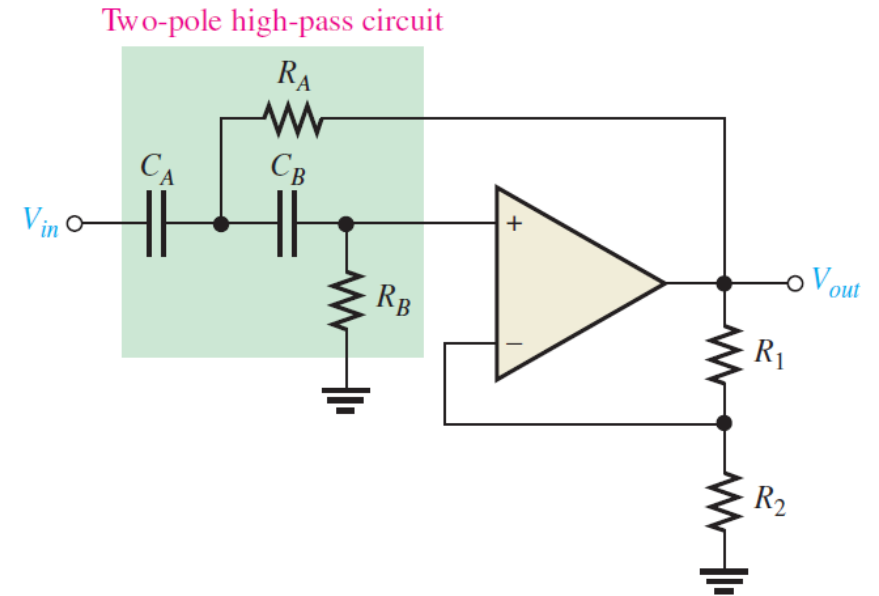 Two-pole high-pass circuit
R_A
C_A
C_B
V_in
+
R_B
V_out
−
R_1
R_2